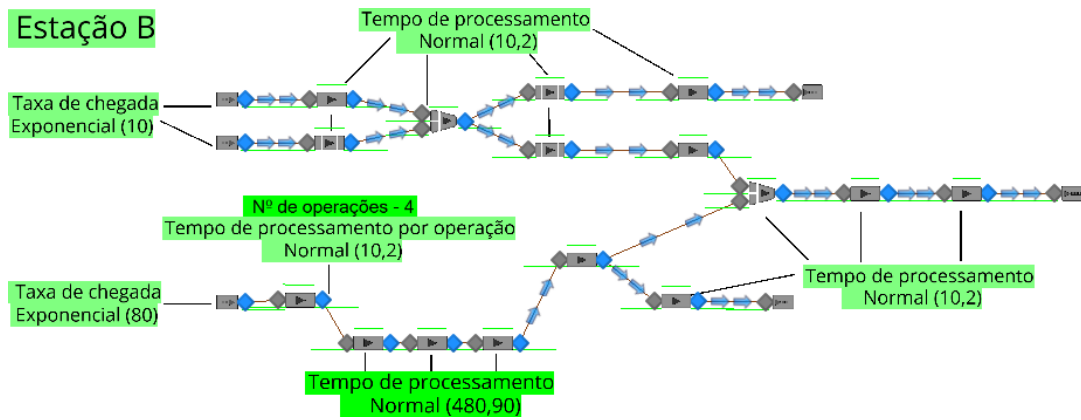 Estação B
Tempo de processamento
Normal (10,2)
Taxa de chegada
Exponencial (10)
Nº de operações - 4
Tempo de processamento por operação
Normal (10,2)
Taxa de chegada
Exponencial (80)
Tempo de processamento
Normal (10,2)
Tempo de processamento
Normal (480,90)